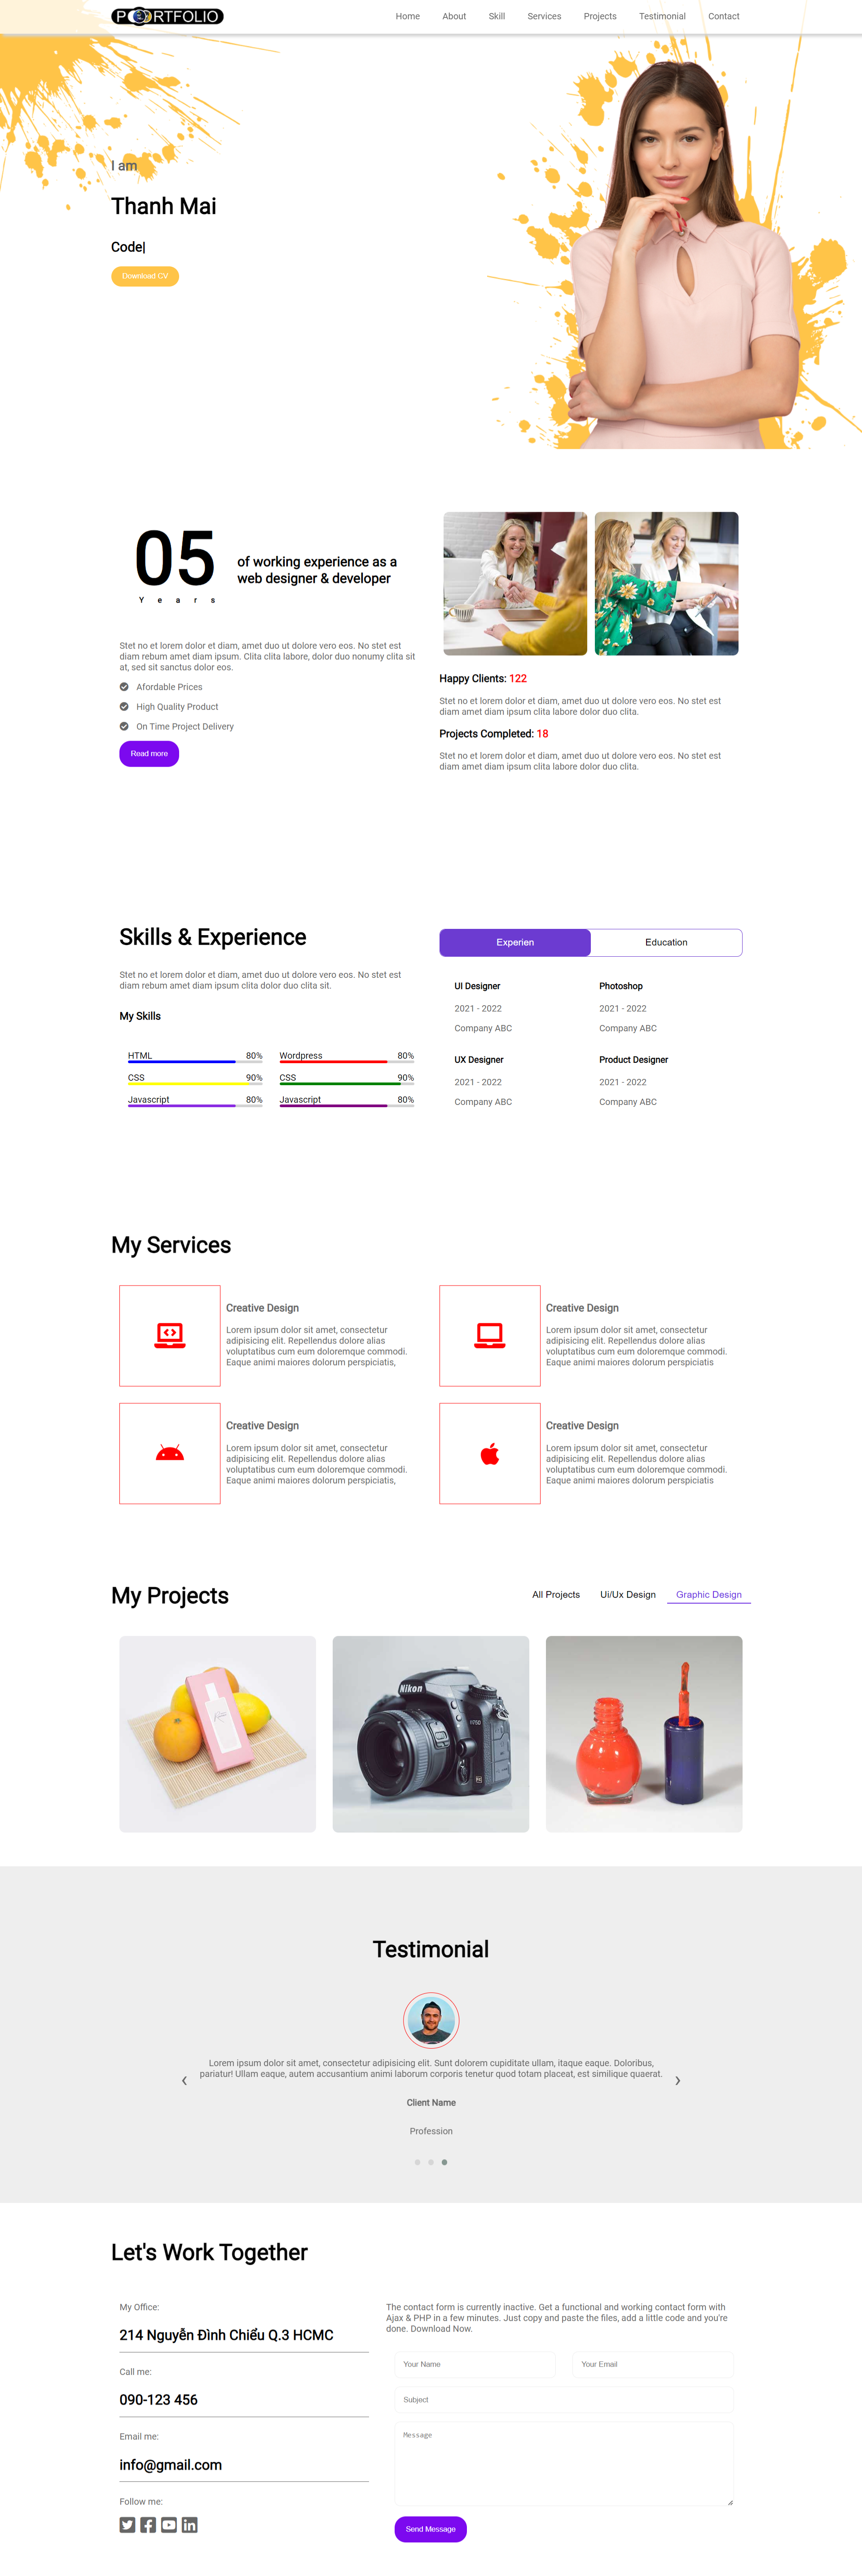 PORTFOLIO
Home About Skill Services Projects Testimonial Contact
I am
Thanh Mai
Code|
Download CV
05
Years
of working experience as a
web designer & developer
Stet no et lorem dolor et diam, amet duo ut dolore vero eos. No stet est
diam rebum amet diam ipsum. Clita clita labore, dolor duo nonumy clita sit
at, sed sit sanctus dolor eos.
Afordable Prices
High Quality Product
On Time Project Delivery
Read more
Happy Clients: 122
Stet no et lorem dolor et diam, amet duo ut dolore vero eos. No stet est
diam amet diam ipsum clita labore dolor duo clita.
Projects Completed: 18
Stet no et lorem dolor et diam, amet duo ut dolore vero eos. No stet est
diam amet diam ipsum clita labore dolor duo clita.
Skills & Experience
Stet no et lorem dolor et diam, amet duo ut dolore vero eos. No stet est
diam rebum amet diam ipsum clita dolor duo clita sit.
My Skills
HTML 80%
CSS 90%
Javascript 80%
Wordpress 80%
CSS 90%
Javascript 80%
Experien Education
UI Designer
2021 - 2022
Company ABC
Photoshop
2021 - 2022
Company ABC
UX Designer
2021 - 2022
Company ABC
Product Designer
2021 - 2022
Company ABC
My Services
Creative Design
Lorem ipsum dolor sit amet, consectetur
adipisicing elit. Repellendus dolore alias
voluptatibus cum eum doloremque commodi.
Eaque animi maiores dolorum perspiciatis,
Creative Design
Lorem ipsum dolor sit amet, consectetur
adipisicing elit. Repellendus dolore alias
voluptatibus cum eum doloremque commodi.
Eaque animi maiores dolorum perspiciatis
Creative Design
Lorem ipsum dolor sit amet, consectetur
adipisicing elit. Repellendus dolore alias
voluptatibus cum eum doloremque commodi.
Eaque animi maiores dolorum perspiciatis,
Creative Design
Lorem ipsum dolor sit amet, consectetur
adipisicing elit. Repellendus dolore alias
voluptatibus cum eum doloremque commodi.
Eaque animi maiores dolorum perspiciatis
My Projects
All Projects Ui/Ux Design Graphic Design
Nikon
D750
Testimonial
Lorem ipsum dolor sit amet, consectetur adipisicing elit. Sunt dolorem cupiditate ullam, itaque eaque. Doloribus,
pariatur! Ullam eaque, autem accusantium animi laborum corporis tenetur quod totam placeat, est similique quaerat.
Client Name
Profession
Let's Work Together
My Office:
214 Nguyễn Đình Chiểu Q.3 HCMC
Call me:
090-123 456
Email me:
info@gmail.com
Follow me:
The contact form is currently inactive. Get a functional and working contact form with
Ajax & PHP in a few minutes. Just copy and paste the files, add a little code and you're
done. Download Now.
Your Name
Your Email
Subject
Message
Send Message